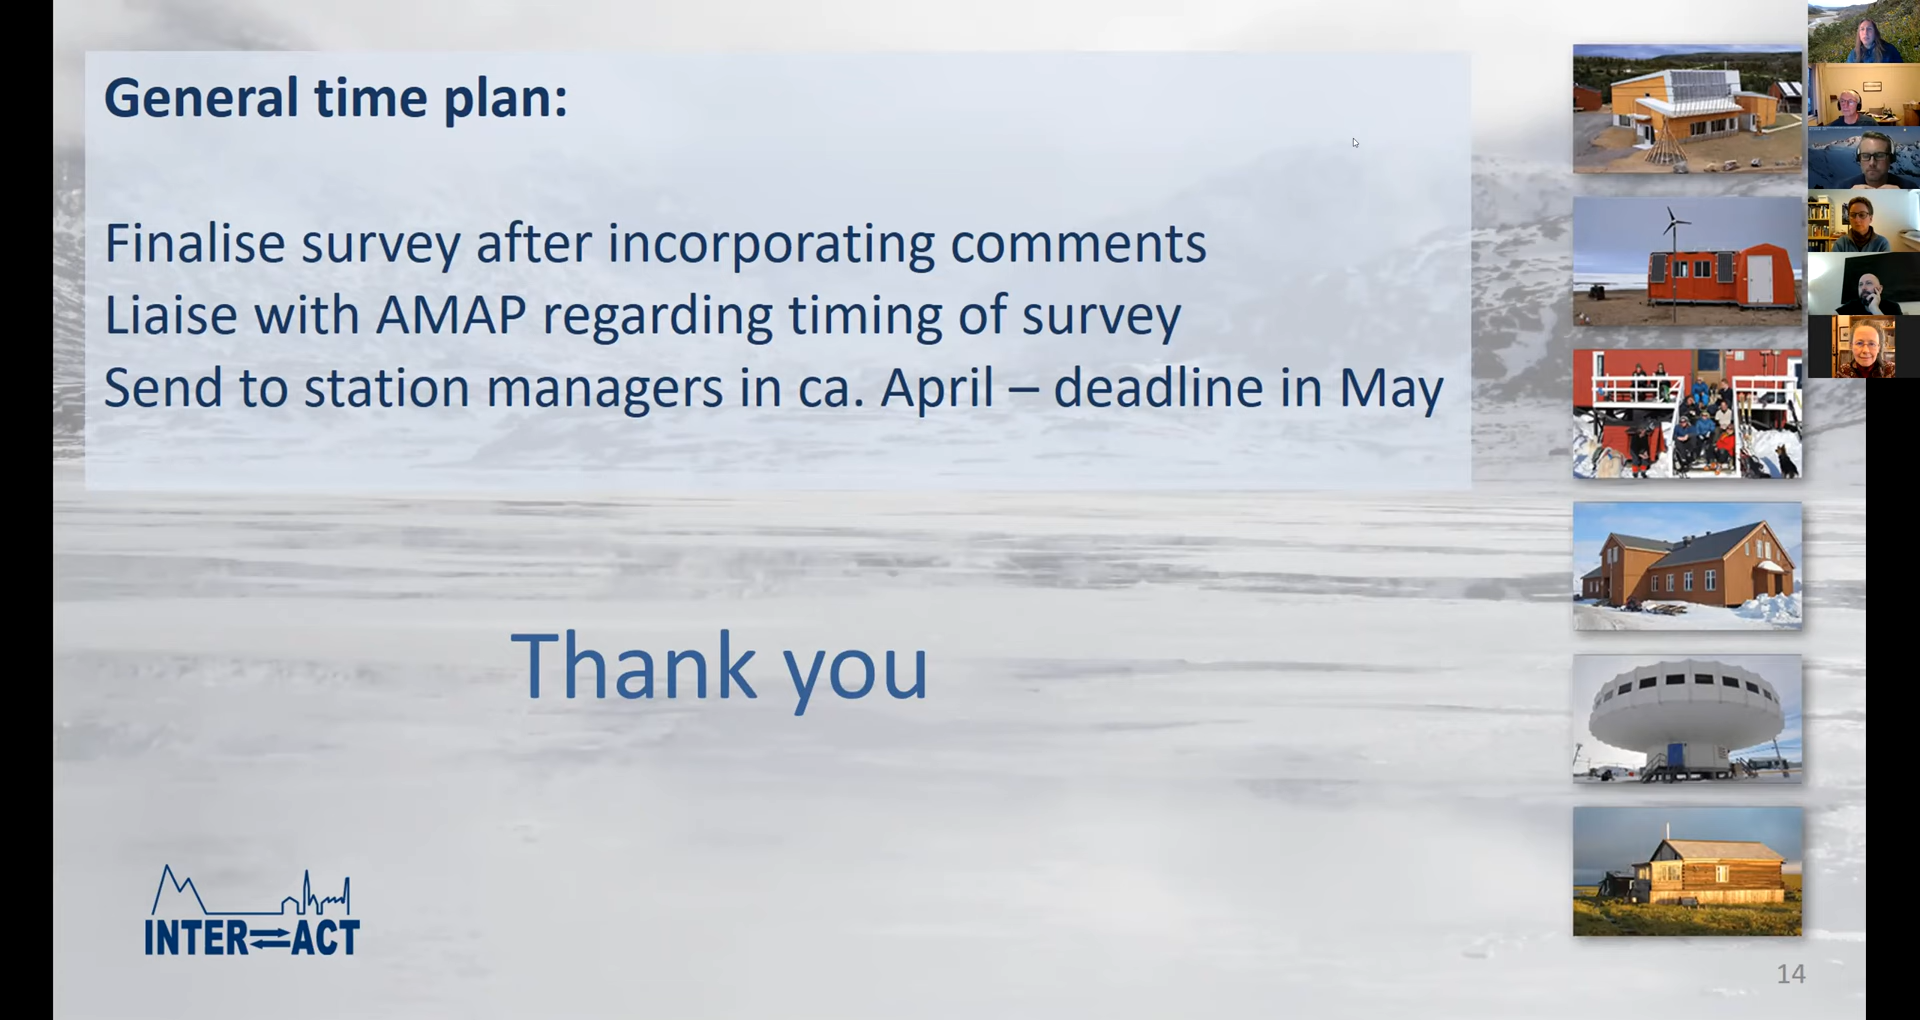 General time plan:
Finalise survey after incorporating comments
Liaise with AMAP regarding timing of survey
Send to station managers in ca. April – deadline in May
Thank you
INTER⇌ACT
14